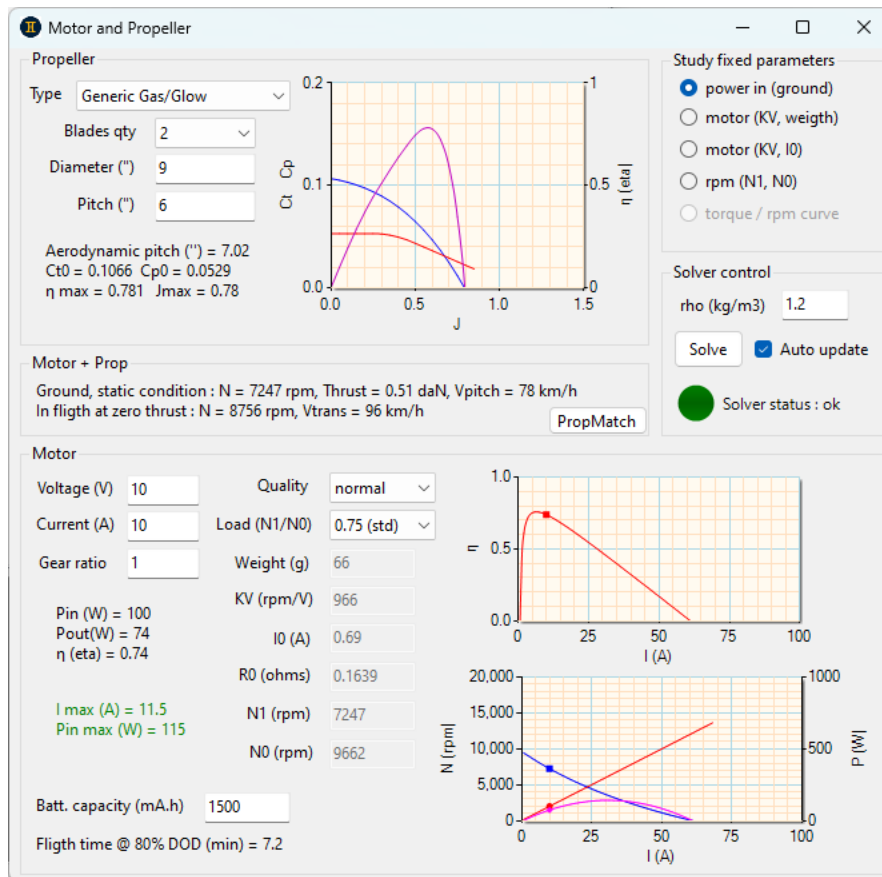 Motor and Propeller
Propeller
Type Generic Gas/Glow
Blades qty 2
Diameter (") 9
Pitch (") 6
Aerodynamic pitch ('') = 7.02
Ct0 = 0.1066 Cp0 = 0.0529
η max = 0.781 Jmax = 0.78
0.2
0.1
0.0
Ct Cp
1
0.5
0
η |eta|
0.0 0.5 1.0 1.5
J
Study fixed parameters
power in (ground)
motor (KV, weigth)
motor (KV, I0)
rpm (N1, N0)
torque / rpm curve
Solver control
rho (kg/m3) 1.2
Solve Auto update
Solver status : ok
Motor + Prop
Ground, static condition : N = 7247 rpm, Thrust = 0.51 daN, Vpitch = 78 km/h
In fligth at zero thrust : N = 8756 rpm, Vtrans = 96 km/h
PropMatch
Motor
Voltage (V) 10
Current (A) 10
Gear ratio 1
Pin (W) = 100
Pout(W) = 74
η (eta) = 0.74
I max (A) = 11.5
Pin max (W) = 115
Batt. capacity (mA.h) 1500
Fligth time @ 80% DOD (min) = 7.2
Quality normal
Load (N1/N0) 0.75 (std)
Weight (g) 66
KV (rpm/V) 966
I0 (A) 0.69
R0 (ohms) 0.1639
N1 (rpm) 7247
N0 (rpm) 9662
1.0
0.5
0.0
η
0 25 50 75 100
I (A)
20,000
15,000
10,000
5,000
0
N |rpm|
1000
500
0
P |W|
0 25 50 75 100
I (A)